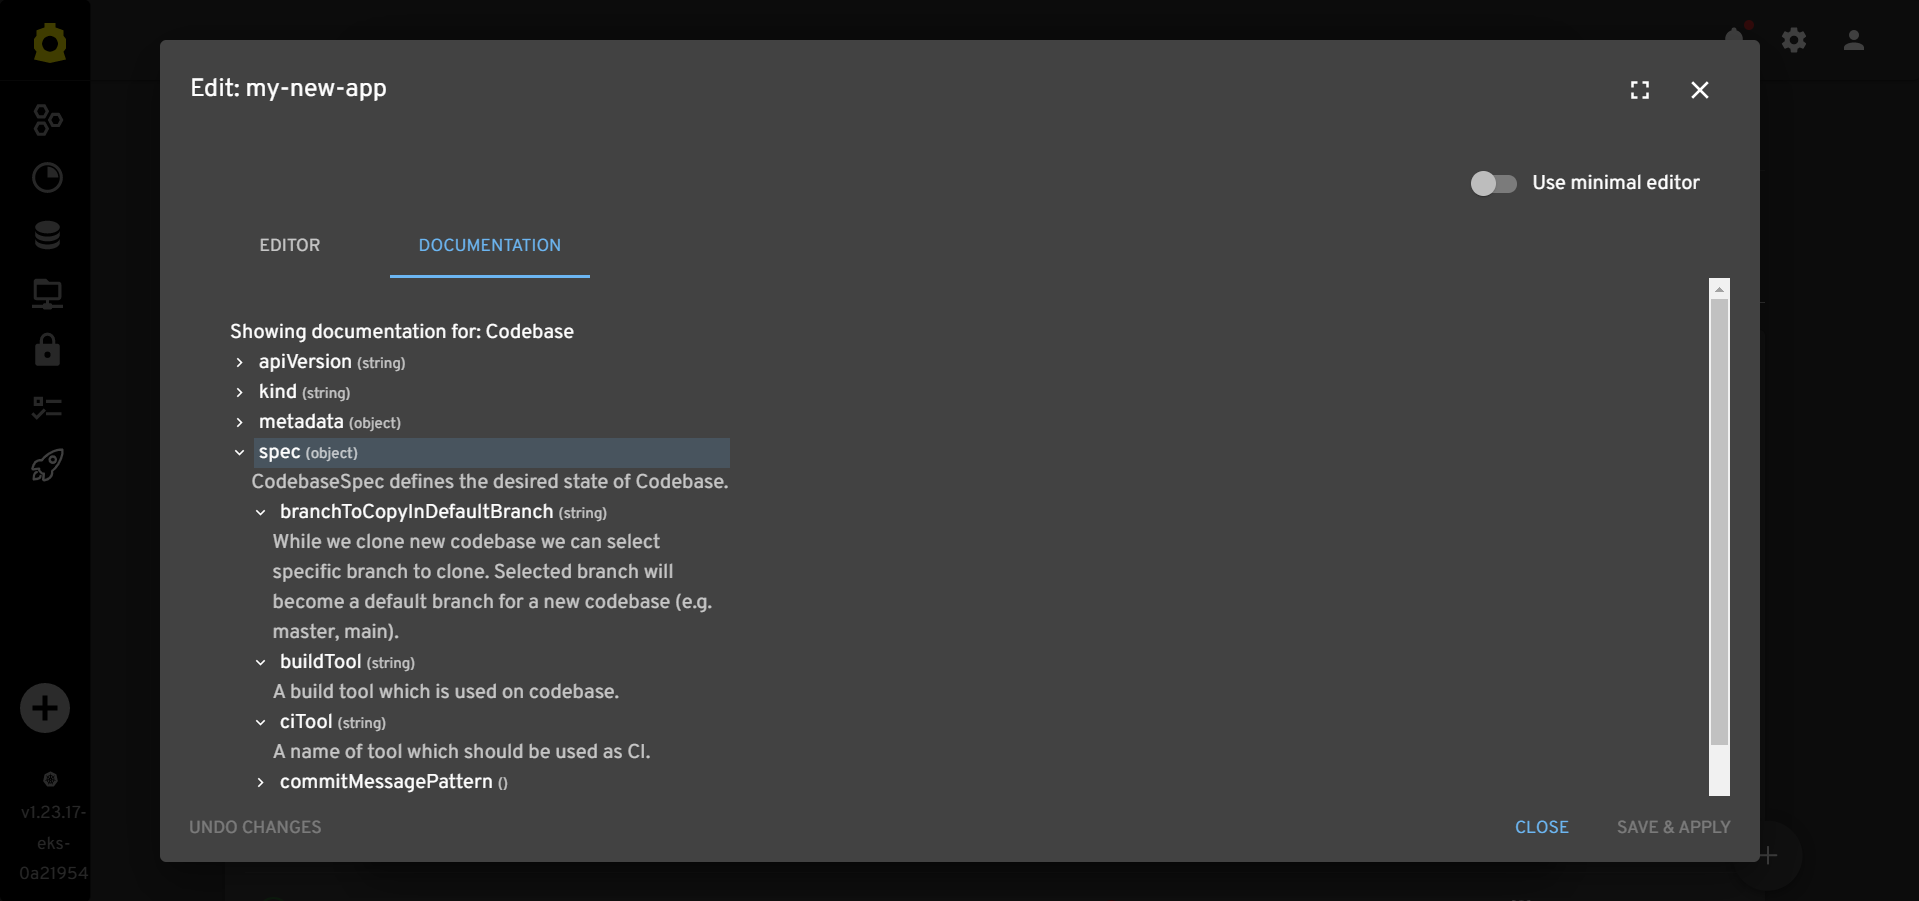 Edit: my-new-app
Use minimal editor
EDITOR
DOCUMENTATION
Showing documentation for: Codebase
apiVersion (string)
kind (string)
metadata (object)
spec (object)
CodebaseSpec defines the desired state of Codebase.
branchToCopyInDefaultBranch (string)
While we clone new codebase we can select
specific branch to clone. Selected branch will
become a default branch for a new codebase (e.g.
master, main).
buildTool (string)
A build tool which is used on codebase.
ciTool (string)
A name of tool which should be used as CI.
commitMessagePattern ()
UNDO CHANGES
CLOSE
SAVE & APPLY
v1.23.17-
eks-
0a21954